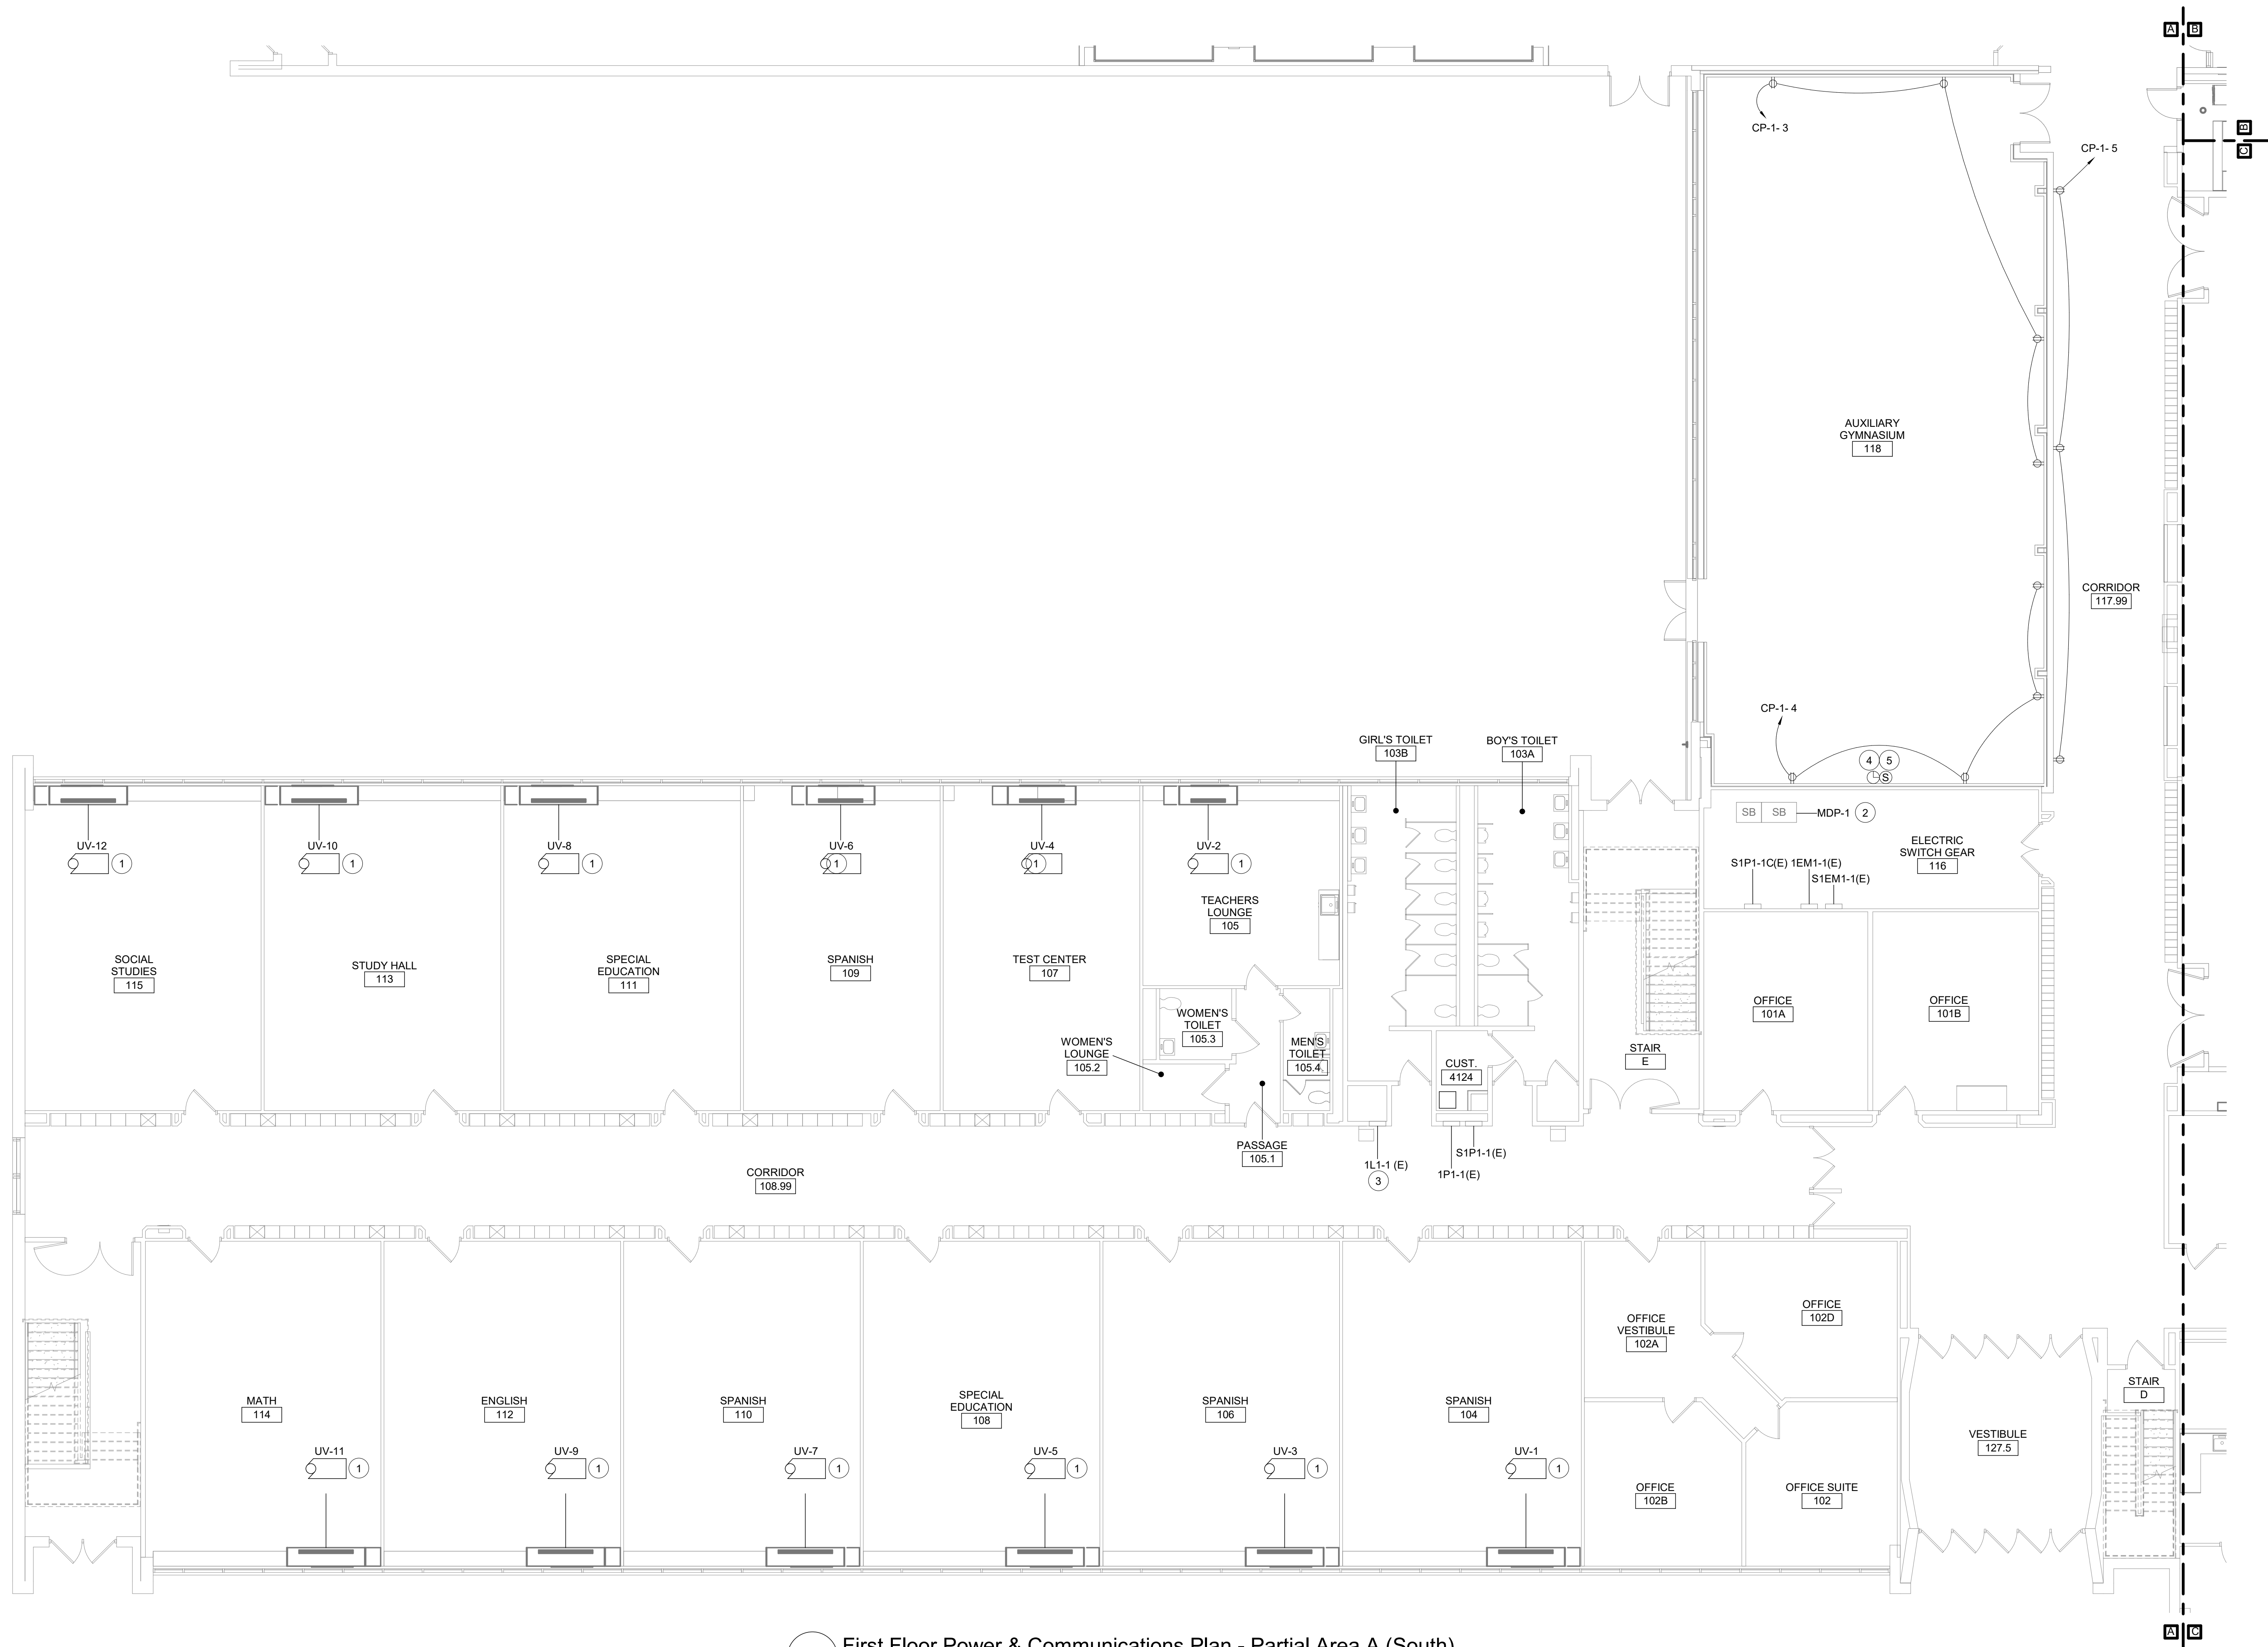 A B
B
C
CP-1- 3
CP-1- 5
AUXILIARY
GYMNASIUM
118
CORRIDOR
117.99
CP-1- 4
4 5
S
GIRL'S TOILET
103B
BOY'S TOILET
103A
SB SB MDP-1 2
ELECTRIC
SWITCH GEAR
116
S1P1-1C(E) 1EM1-1(E)
S1EM1-1(E)
UV-12
1
UV-10
1
UV-8
1
UV-6
1
UV-4
1
UV-2
1
TEACHERS
LOUNGE
105
SOCIAL
STUDIES
115
STUDY HALL
113
SPECIAL
EDUCATION
111
SPANISH
109
TEST CENTER
107
WOMEN'S
TOILET
105.3
WOMEN'S
LOUNGE
105.2
MEN'S
TOILET
105.4
CUST.
4124
STAIR
E
OFFICE
101A
OFFICE
101B
PASSAGE
105.1
1L1-1 (E)
3
S1P1-1(E)
1P1-1(E)
CORRIDOR
108.99
OFFICE
VESTIBULE
102A
OFFICE
102D
STAIR
D
MATH
114
ENGLISH
112
SPANISH
110
SPECIAL
EDUCATION
108
SPANISH
106
SPANISH
104
VESTIBULE
127.5
UV-11
1
UV-9
1
UV-7
1
UV-5
1
UV-3
1
UV-1
1
OFFICE
102B
OFFICE SUITE
102
First Floor Power & Communications Plan - Partial Area A (South)
A C